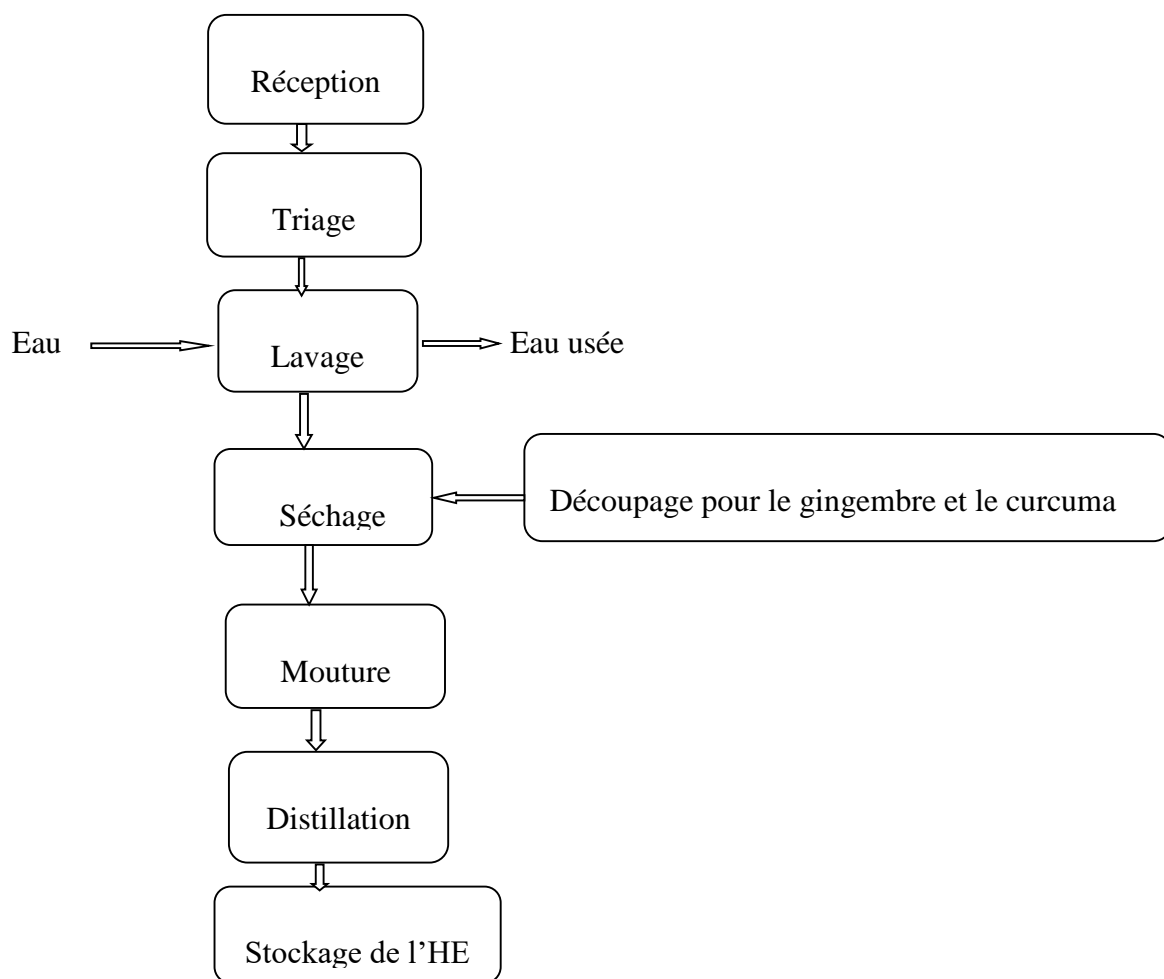 Réception
Triage
Eau
Lavage
Eau usée
Séchage
Découpage pour le gingembre et le curcuma
Mouture
Distillation
Stockage de l’HE